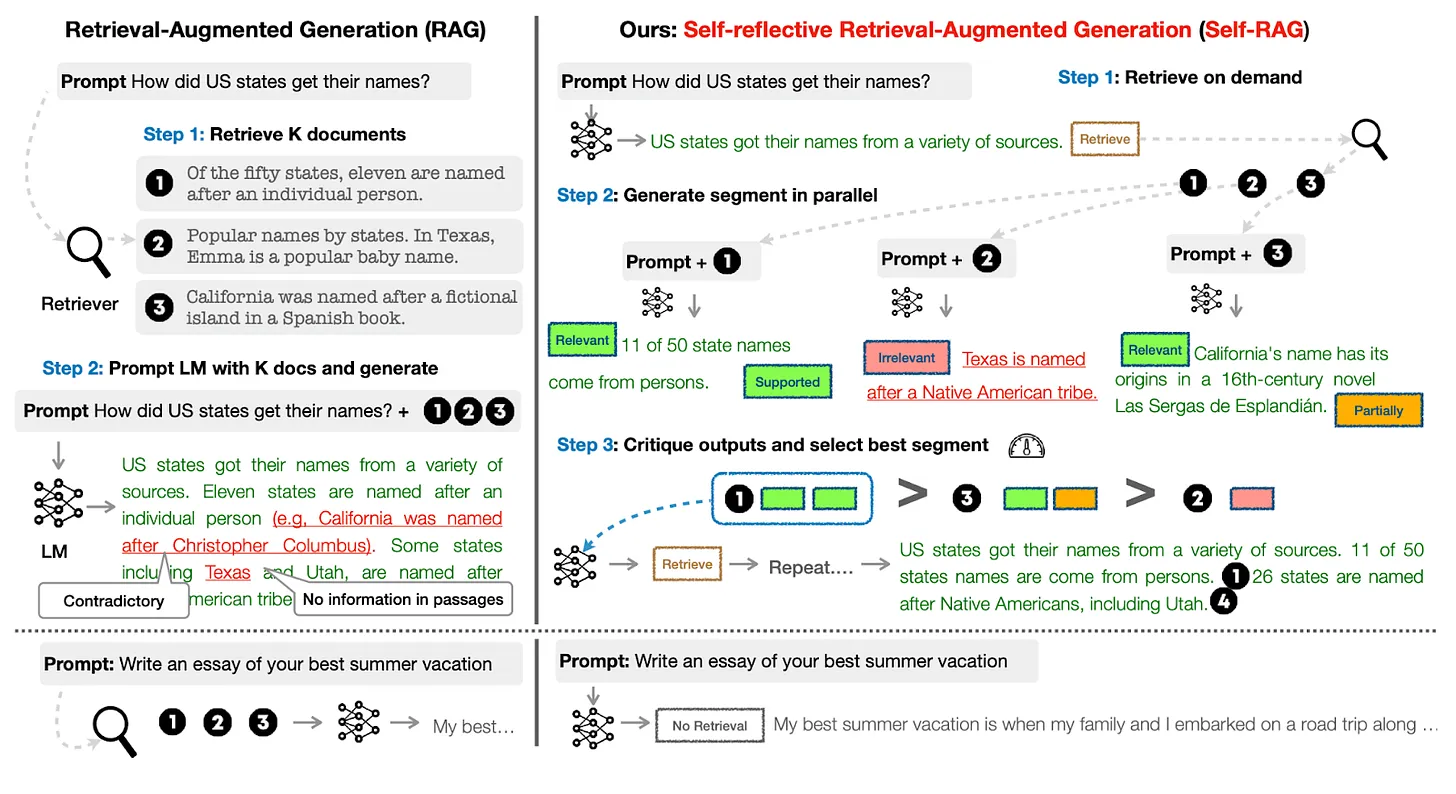 Retrieval-Augmented Generation (RAG)
Prompt How did US states get their names?
Step 1: Retrieve K documents
1 Of the fifty states, eleven are named
after an individual person.
2 Popular names by states. In Texas,
Emma is a popular baby name.
Retriever
3 California was named after a fictional
island in a Spanish book.
Step 2: Prompt LM with K docs and generate
Prompt How did US states get their names? + 1 2 3
LM
US states got their names from a variety of
sources. Eleven states are named after an
individual person (e.g, California was named
after Christopher Columbus). Some states
including Texas and Utah, are named after
merican tribe
Contradictory
No information in passages
Prompt: Write an essay of your best summer vacation
1 2 3
My best…
Ours: Self-reflective Retrieval-Augmented Generation (Self-RAG)
Prompt How did US states get their names?
Step 1: Retrieve on demand
US states got their names from a variety of sources. Retrieve
Step 2: Generate segment in parallel
1 2 3
Prompt + 1
Prompt + 2
Prompt + 3
Relevant 11 of 50 state names
come from persons. Supported
Irrelevant Texas is named
after a Native American tribe.
Relevant California's name has its
origins in a 16th-century novel
Las Sergas de Esplandián. Partially
Step 3: Critique outputs and select best segment
1 > 3 > 2
Retrieve
Repeat....
US states got their names from a variety of sources. 11 of 50
states names are come from persons. 1 26 states are named
after Native Americans, including Utah. 4
Prompt: Write an essay of your best summer vacation
No Retrieval
My best summer vacation is when my family and I embarked on a road trip along …